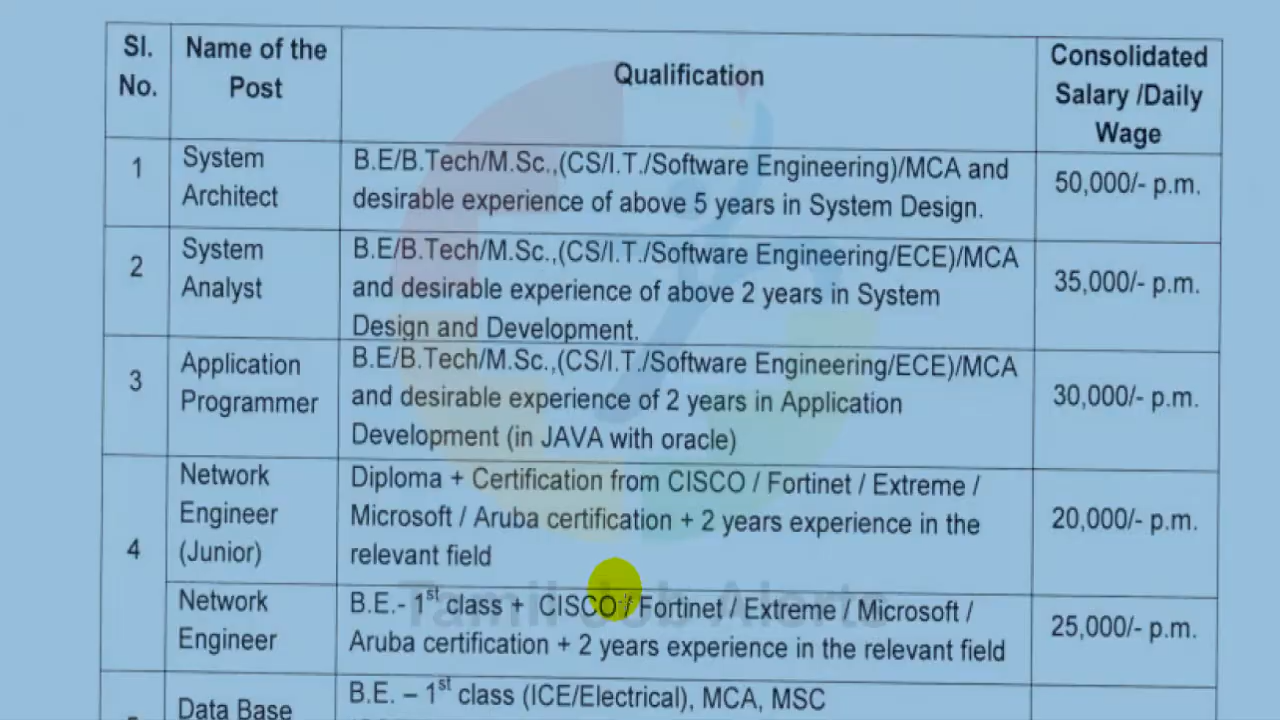 Sl. No.
Name of the Post
Qualification
Consolidated Salary /Daily Wage
1
System Architect
B.E/B.Tech/M.Sc.,(CS/I.T./Software Engineering)/MCA and
desirable experience of above 5 years in System Design.
50,000/- p.m.
2
System Analyst
B.E/B.Tech/M.Sc.,(CS/I.T./Software Engineering/ECE)/MCA
and desirable experience of above 2 years in System
Design and Development.
35,000/- p.m.
3
Application Programmer
B.E/B.Tech/M.Sc.,(CS/I.T./Software Engineering/ECE)/MCA
and desirable experience of 2 years in Application
Development (in JAVA with oracle)
30,000/- p.m.
4
Network Engineer (Junior)
Diploma + Certification from CISCO / Fortinet / Extreme /
Microsoft / Aruba certification + 2 years experience in the
relevant field
20,000/- p.m.
Network Engineer
B.E.- 1st class + CISCO / Fortinet / Extreme / Microsoft /
Aruba certification + 2 years experience in the relevant field
25,000/- p.m.
Data Base
B.E. – 1st class (ICE/Electrical), MCA, MSC
Tamil Job Alerts